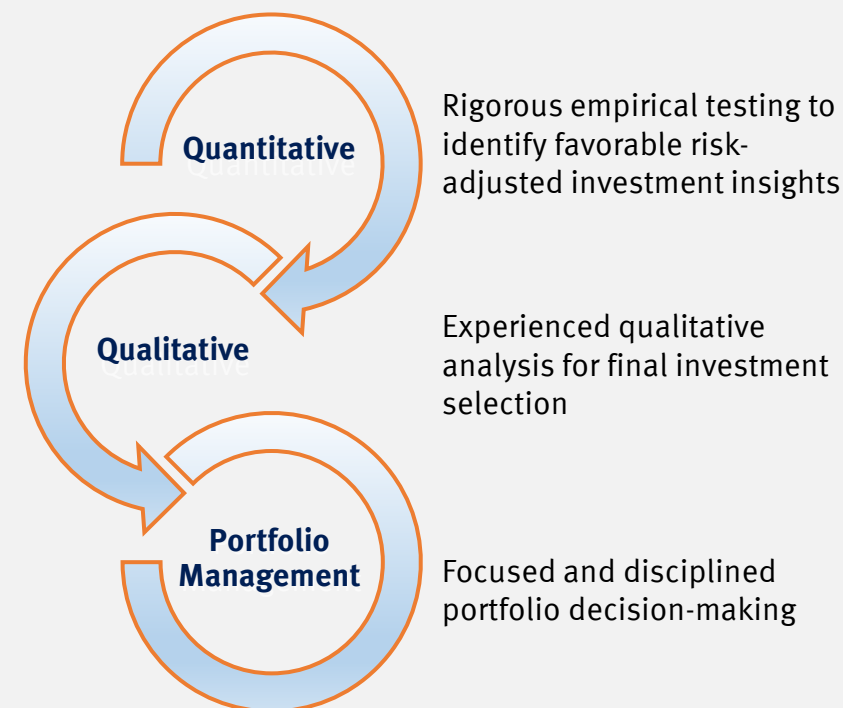 Quantitative
Rigorous empirical testing to
identify favorable risk-
adjusted investment insights
Qualitative
Experienced qualitative
analysis for final investment
selection
Portfolio
Management
Focused and disciplined
portfolio decision-making